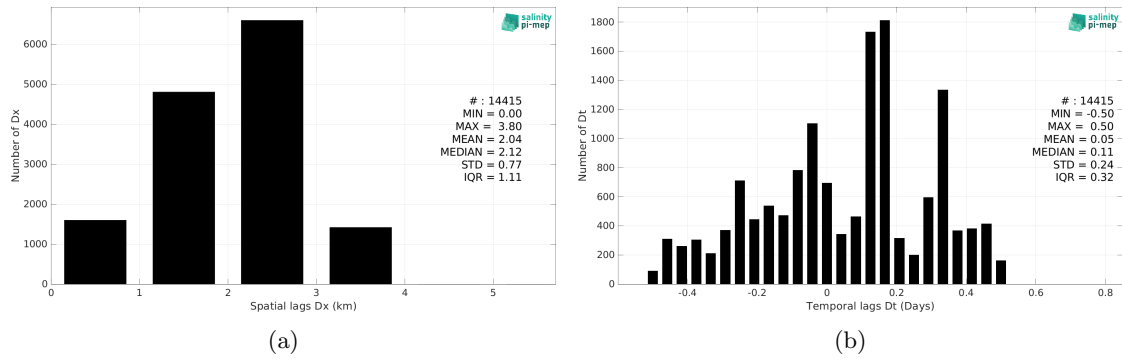 salinity
pi-mep
6000
5000
4000
3000
2000
1000
0
Number of Dx
# : 14415
MIN = 0.00
MAX = 3.80
MEAN = 2.04
MEDIAN = 2.12
STD = 0.77
IQR = 1.11
0 1 2 3 4 5
Spatial lags Dx (km)
(a)
salinity
pi-mep
1800
1600
1400
1200
1000
800
600
400
200
0
Number of Dt
# : 14415
MIN = -0.50
MAX = 0.50
MEAN = 0.05
MEDIAN = 0.11
STD = 0.24
IQR = 0.32
-0.4 -0.2 0 0.2 0.4 0.6 0.8
Temporal lags Dt (Days)
(b)